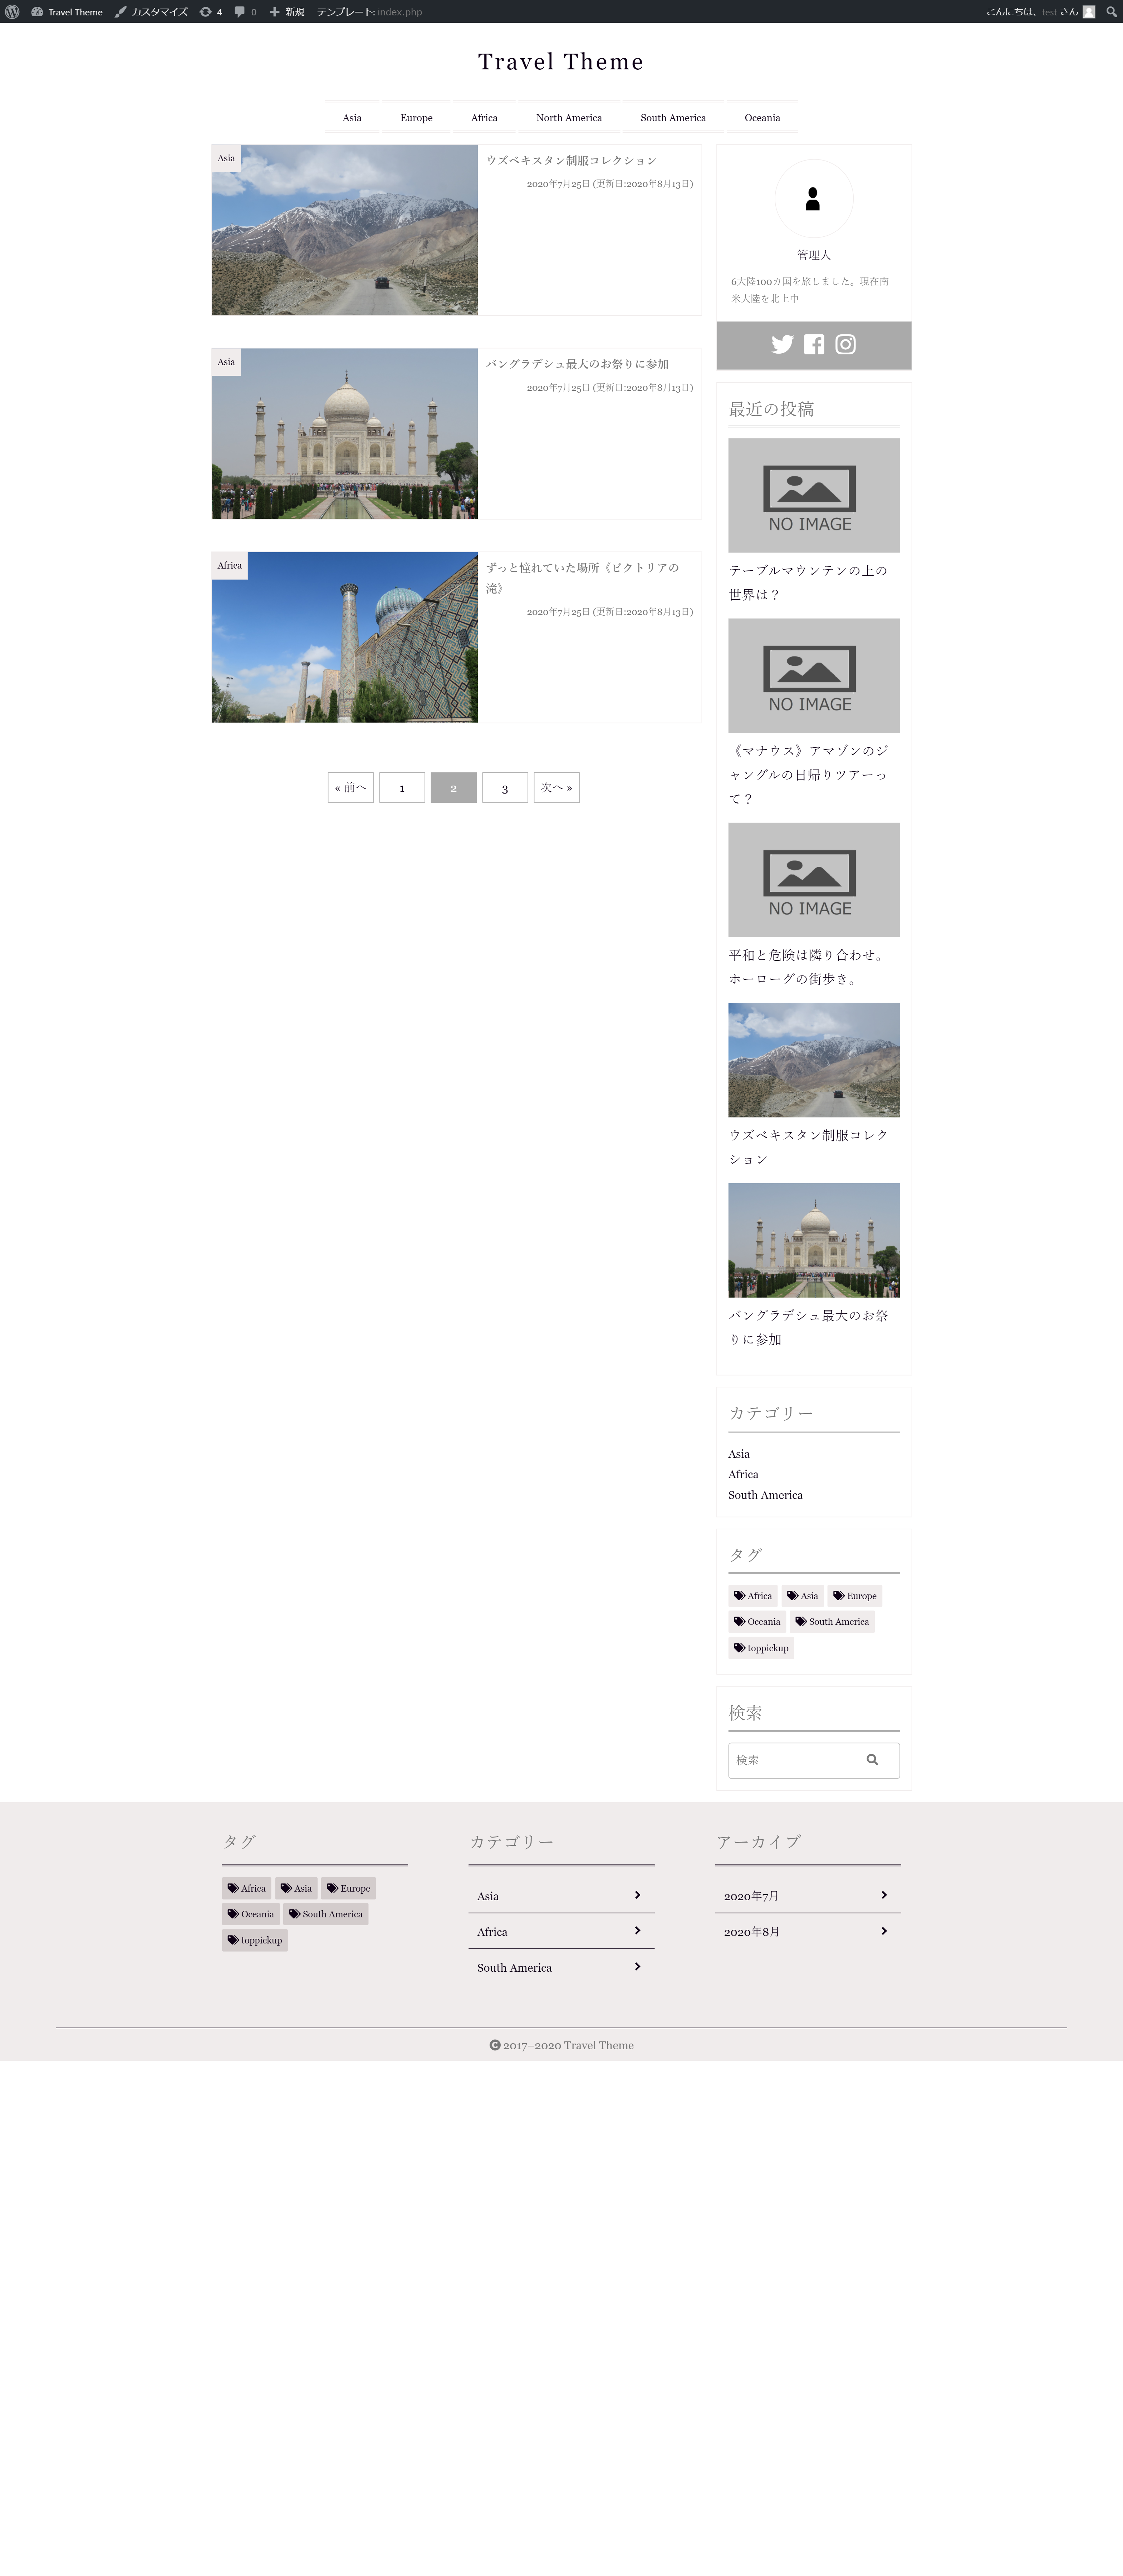 Travel Theme
カスタマイズ
4
0
新規
テンプレート: index.php
こんにちは、test さん
Travel Theme
Asia
Europe
Africa
North America
South America
Oceania
Asia
ウズベキスタン制服コレクション
2020年7月25日 (更新日:2020年8月13日)
Asia
バングラデシュ最大のお祭りに参加
2020年7月25日 (更新日:2020年8月13日)
Africa
ずっと憧れていた場所《ビクトリアの
滝》
2020年7月25日 (更新日:2020年8月13日)
« 前へ
1
2
3
次へ »
管理人
6大陸100カ国を旅しました。現在南
米大陸を北上中
最近の投稿
NO IMAGE
テーブルマウンテンの上の
世界は？
NO IMAGE
《マナウス》アマゾンのジ
ャングルの日帰りツアーっ
て？
NO IMAGE
平和と危険は隣り合わせ。
ホーローグの街歩き。
ウズベキスタン制服コレク
ション
バングラデシュ最大のお祭
りに参加
カテゴリー
Asia
Africa
South America
タグ
Africa
Asia
Europe
Oceania
South America
toppickup
検索
検索
タグ
Africa
Asia
Europe
Oceania
South America
toppickup
カテゴリー
Asia
Africa
South America
アーカイブ
2020年7月
2020年8月
2017–2020 Travel Theme